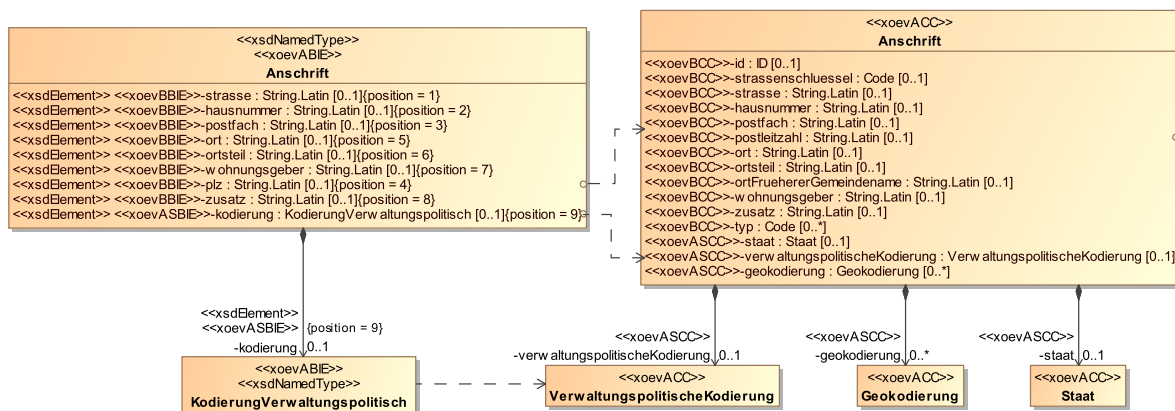 <<xsdNamedType>>
<<xoevABIE>>
Anschrift
<<xsdElement>> <<xoevBBIE>>-strasse : String.Latin [0..1]{position = 1}
<<xsdElement>> <<xoevBBIE>>-hausnummer : String.Latin [0..1]{position = 2}
<<xsdElement>> <<xoevBBIE>>-postfach : String.Latin [0..1]{position = 3}
<<xsdElement>> <<xoevBBIE>>-ort : String.Latin [0..1]{position = 5}
<<xsdElement>> <<xoevBBIE>>-ortsteil : String.Latin [0..1]{position = 6}
<<xsdElement>> <<xoevBBIE>>-wohnungsgeber : String.Latin [0..1]{position = 7}
<<xsdElement>> <<xoevBBIE>>-plz : String.Latin [0..1]{position = 4}
<<xsdElement>> <<xoevBBIE>>-zusatz : String.Latin [0..1]{position = 8}
<<xsdElement>> <<xoevASBIE>>-kodierung : KodierungVerwaltungspolitisch [0..1]{position = 9}
<<xoevACC>>
Anschrift
<<xoevBCC>>-id : ID [0..1]
<<xoevBCC>>-strassenschluessel : Code [0..1]
<<xoevBCC>>-strasse : String.Latin [0..1]
<<xoevBCC>>-hausnummer : String.Latin [0..1]
<<xoevBCC>>-postfach : String.Latin [0..1]
<<xoevBCC>>-postleitzahl : String.Latin [0..1]
<<xoevBCC>>-ort : String.Latin [0..1]
<<xoevBCC>>-ortsteil : String.Latin [0..1]
<<xoevBCC>>-ortFruehererGemeindename : String.Latin [0..1]
<<xoevBCC>>-wohnungsgeber : String.Latin [0..1]
<<xoevBCC>>-zusatz : String.Latin [0..1]
<<xoevBCC>>-typ : Code [0..*]
<<xoevASCC>>-staat : Staat [0..1]
<<xoevASCC>>-verwaltungspolitischeKodierung : VerwaltungspolitischeKodierung [0..1]
<<xoevASCC>>-geokodierung : Geokodierung [0..*]
<<xsdElement>>
<<xoevASBIE>> {position = 9}
-kodierung 0..1
<<xoevASCC>>
-verwaltungspolitischeKodierung 0..1
<<xoevASCC>>
-geokodierung 0..*
<<xoevASCC>>
-staat 0..1
<<xoevABIE>>
<<xsdNamedType>>
KodierungVerwaltungspolitisch
<<xoevACC>>
VerwaltungspolitischeKodierung
<<xoevACC>>
Geokodierung
<<xoevACC>>
Staat